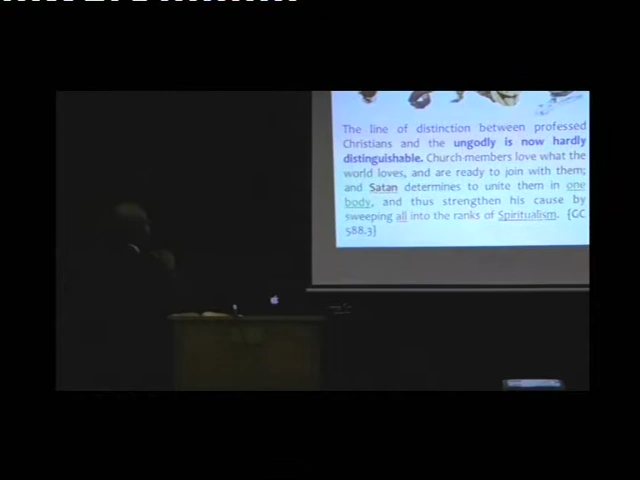 The line of distinction between professed
Christians and the ungodly is now hardly
distinguishable. Church-members love what the
world loves, and are ready to join with them;
and Satan determines to unite them in one
body, and thus strengthen his cause by
sweeping all into the ranks of Spiritualism. {GC
588.3}